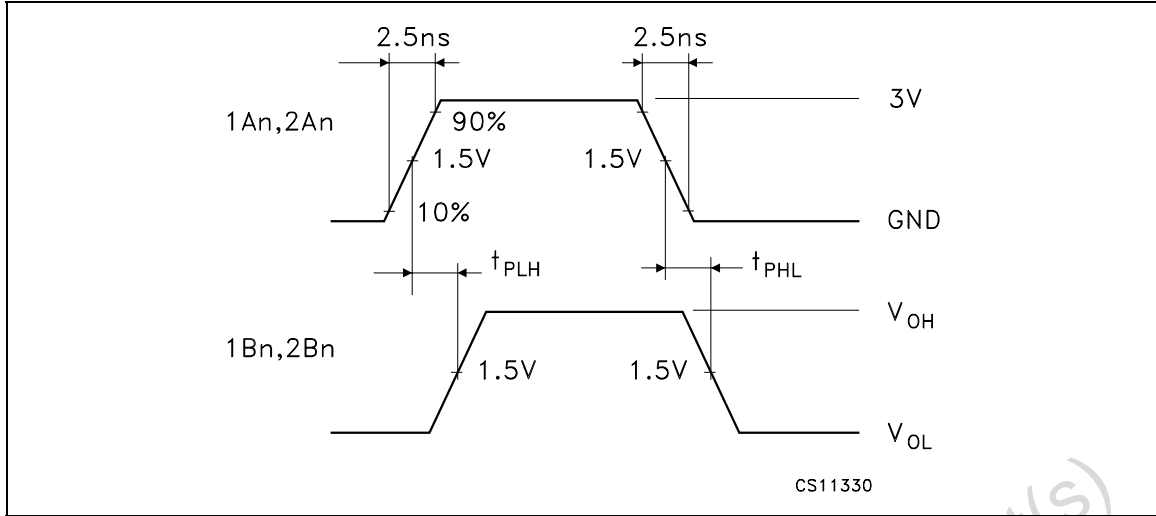 2.5ns 2.5ns
3V
1An,2An
90%
1.5V 1.5V
10%
GND
tPLH tPHL
VOH
1Bn,2Bn
1.5V 1.5V
VOL
CS11330
t(s)